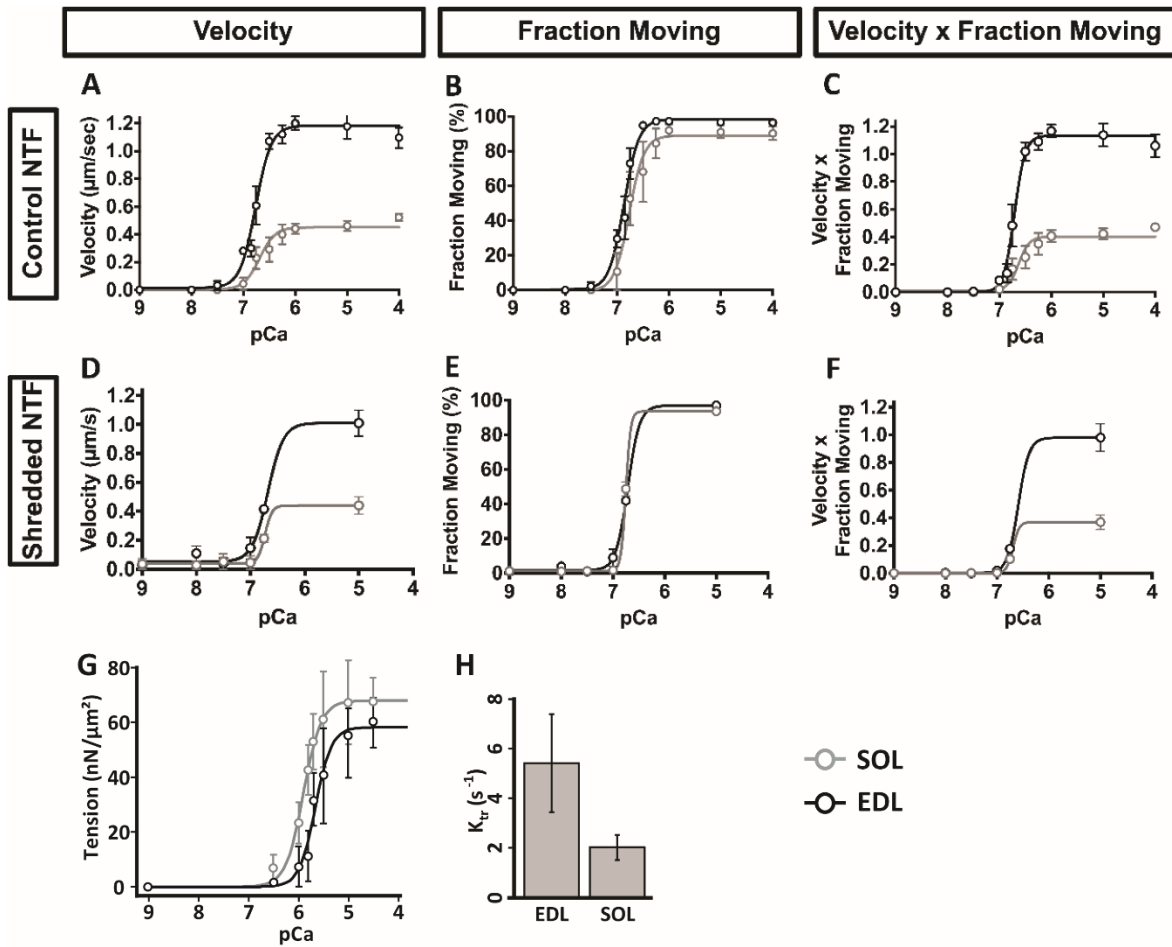 Velocity
Fraction Moving
Velocity x Fraction Moving
Control NTF
A
Velocity (µm/sec)
1.2
1.0
0.8
0.6
0.4
0.2
0.0
9 8 7 6 5 4
pCa
B
Fraction Moving (%)
100
80
60
40
20
0
9 8 7 6 5 4
pCa
C
Velocity x
Fraction Moving
1.2
1.0
0.8
0.6
0.4
0.2
0.0
9 8 7 6 5 4
pCa
Shredded NTF
D
Velocity (µm/s)
1.2
1.0
0.8
0.6
0.4
0.2
0.0
9 8 7 6 5 4
pCa
E
Fraction Moving (%)
100
80
60
40
20
0
9 8 7 6 5 4
pCa
F
Velocity x
Fraction Moving
1.2
1.0
0.8
0.6
0.4
0.2
0.0
9 8 7 6 5 4
pCa
G
Tension (nN/µm²)
80
60
40
20
0
9 8 7 6 5 4
pCa
H
Ktr (s⁻¹)
8
6
4
2
0
EDL SOL
SOL
EDL